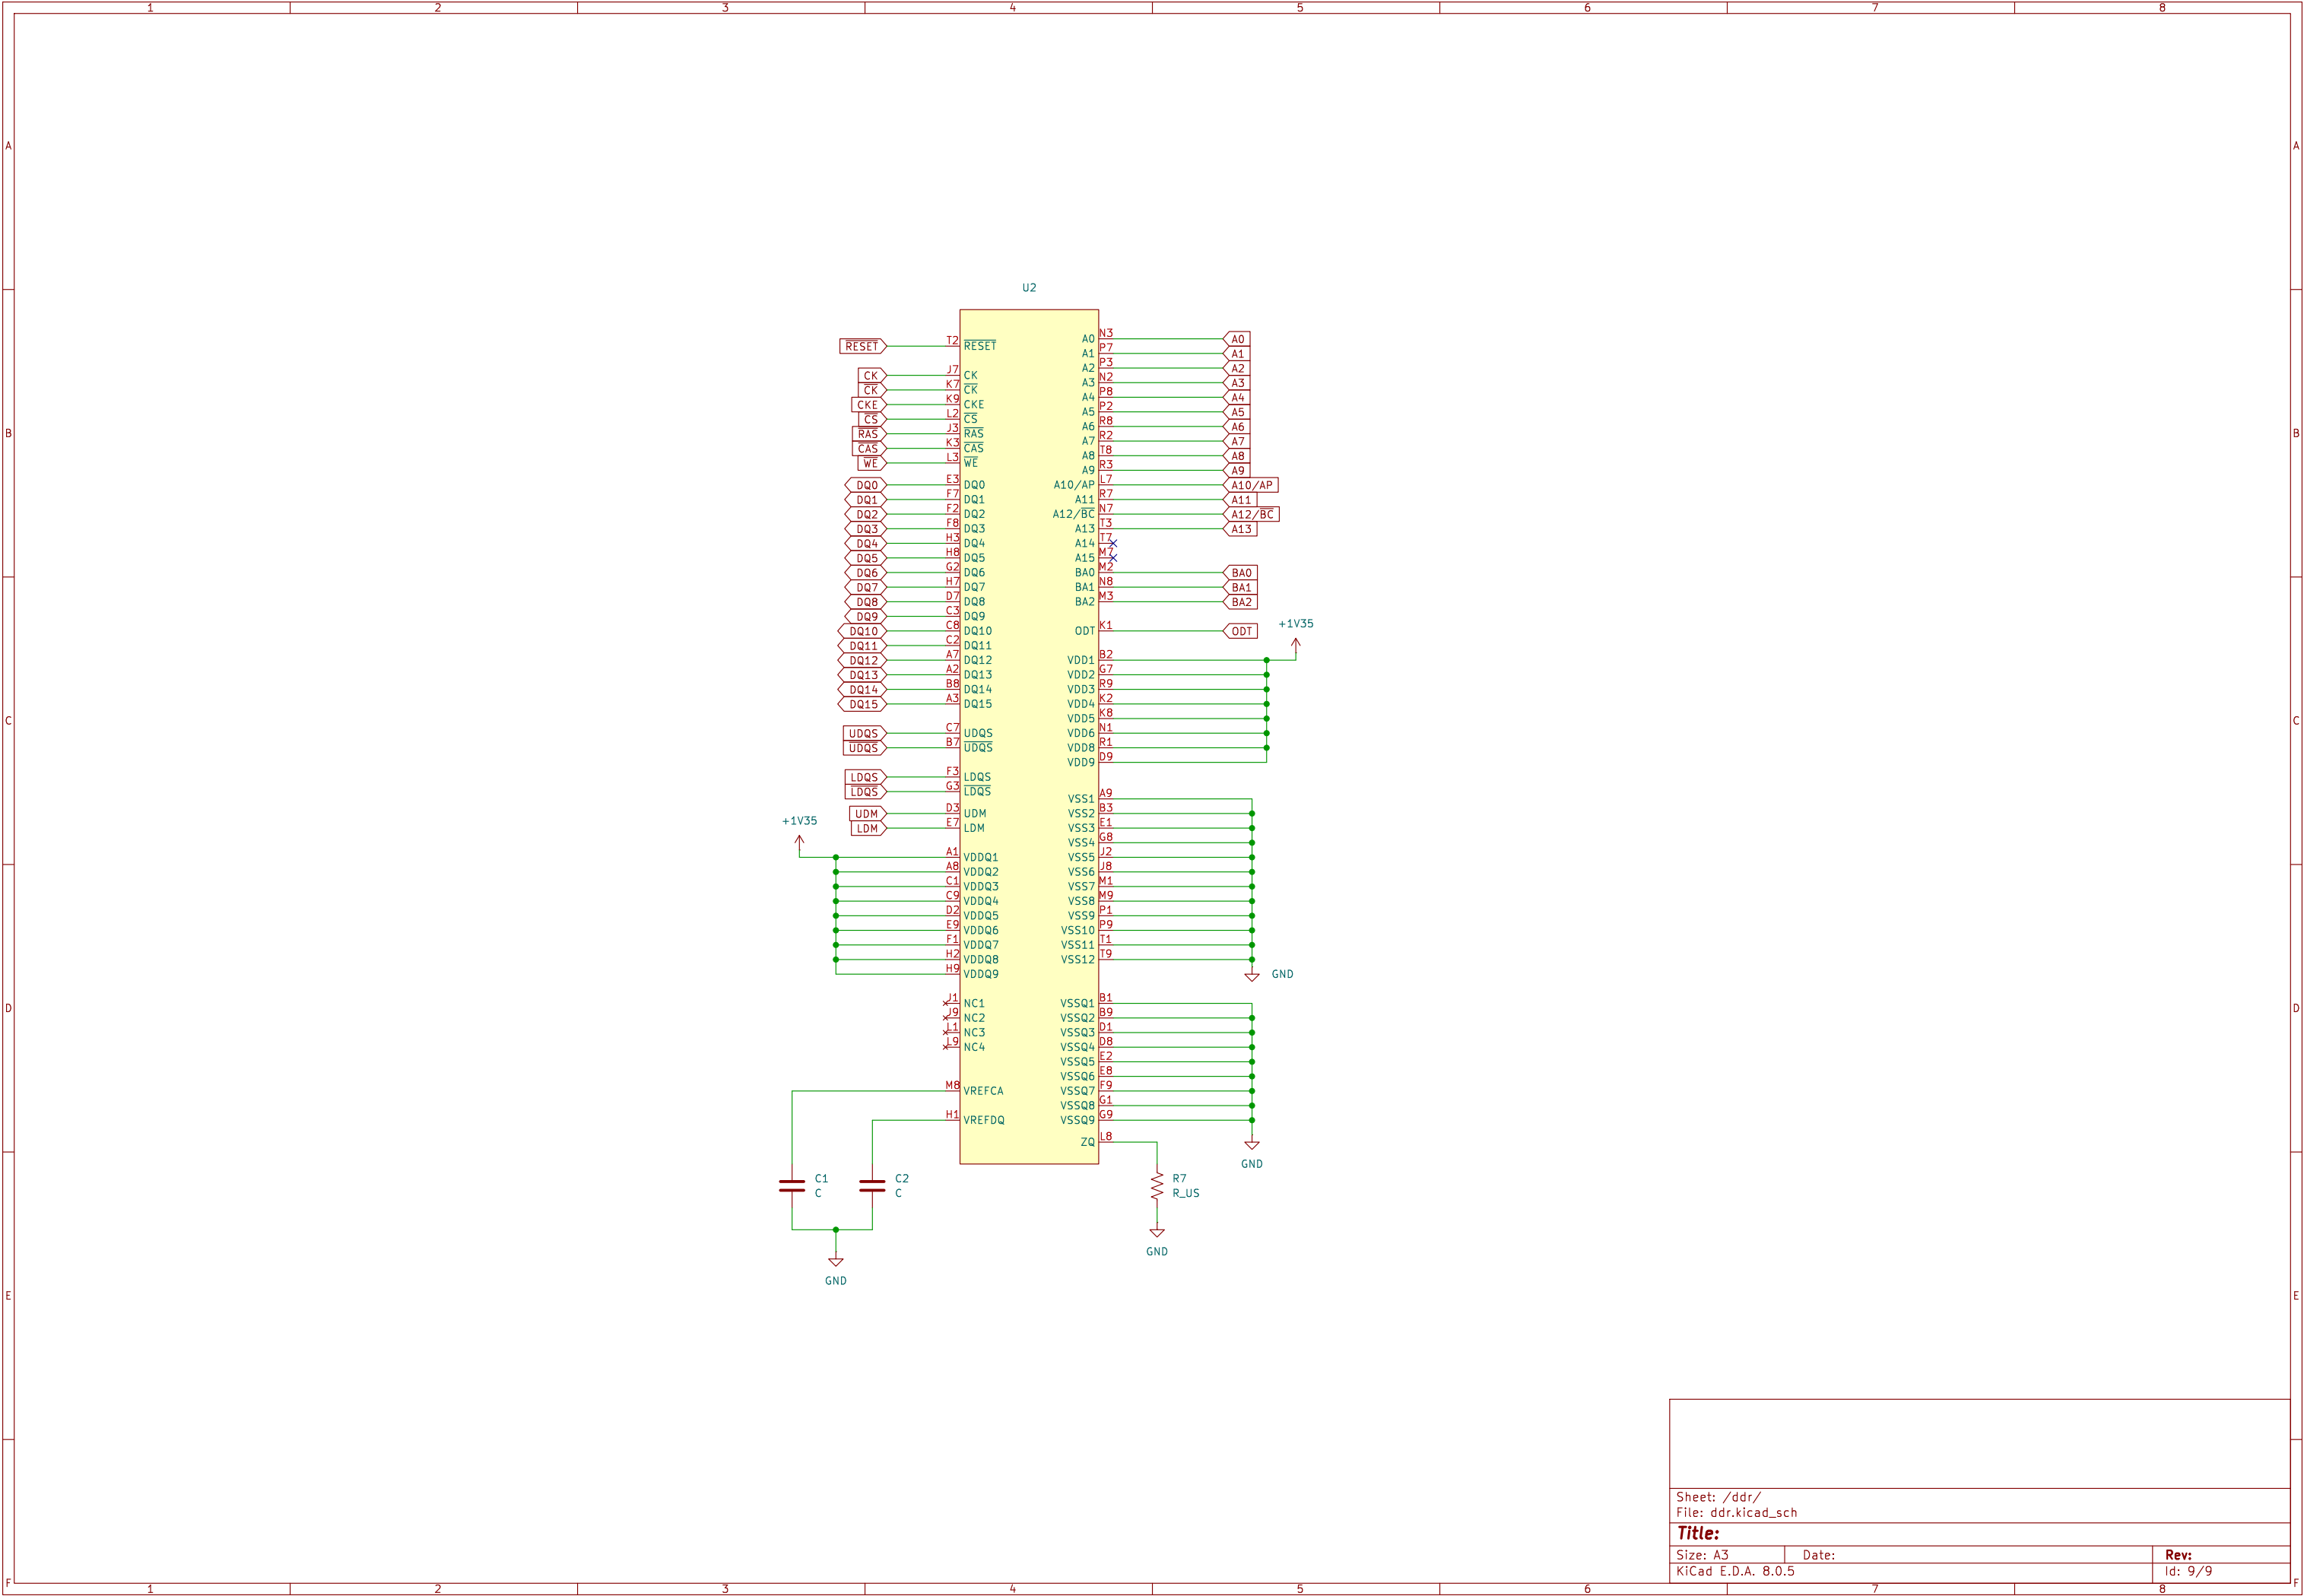 1 2 3 4 5 6 7 8
A A
B B
C C
D D
E E
F F
U2
RESET T2 RESET
CK J7 CK
CK K7 CK
CKE K9 CKE
CS L2 CS
RAS J3 RAS
CAS K3 CAS
WE L3 WE
DQ0 E3 DQ0
DQ1 F7 DQ1
DQ2 F2 DQ2
DQ3 F8 DQ3
DQ4 H3 DQ4
DQ5 H8 DQ5
DQ6 G2 DQ6
DQ7 H7 DQ7
DQ8 D7 DQ8
DQ9 C3 DQ9
DQ10 C8 DQ10
DQ11 C2 DQ11
DQ12 A7 DQ12
DQ13 A2 DQ13
DQ14 B8 DQ14
DQ15 A3 DQ15
UDQS C7 UDQS
UDQS B7 UDQS
LDQS F3 LDQS
LDQS G3 LDQS
UDM D3 UDM
LDM E7 LDM
+1V35
A1 VDDQ1
A8 VDDQ2
C1 VDDQ3
C9 VDDQ4
D2 VDDQ5
E9 VDDQ6
F1 VDDQ7
H2 VDDQ8
H9 VDDQ9
J1 NC1
J9 NC2
L1 NC3
L9 NC4
M8 VREFCA
H1 VREFDQ
C1
C
C2
C
GND
A0 N3 A0
A1 P7 A1
A2 P3 A2
A3 N2 A3
A4 P8 A4
A5 P2 A5
A6 R8 A6
A7 R2 A7
A8 T8 A8
A9 R3 A9
A10/AP L7 A10/AP
A11 R7 A11
A12/BC N7 A12/BC
A13 T3 A13
A14 T7
A15 M7
BA0 M2 BA0
BA1 N8 BA1
BA2 M3 BA2
ODT K1 ODT
+1V35
VDD1 B2
VDD2 G7
VDD3 R9
VDD4 K2
VDD5 K8
VDD6 N1
VDD8 R1
VDD9 D9
VSS1 A9
VSS2 B3
VSS3 E1
VSS4 G8
VSS5 J2
VSS6 J8
VSS7 M1
VSS8 M9
VSS9 P1
VSS10 P9
VSS11 T1
VSS12 T9
GND
VSSQ1 B1
VSSQ2 B9
VSSQ3 D1
VSSQ4 D8
VSSQ5 E2
VSSQ6 E8
VSSQ7 F9
VSSQ8 G1
VSSQ9 G9
ZQ L8
GND
R7
R_US
GND
Sheet: /ddr/
File: ddr.kicad_sch
Title:
Size: A3 Date: Rev:
KiCad E.D.A. 8.0.5 Id: 9/9
1 2 3 4 5 6 7 8